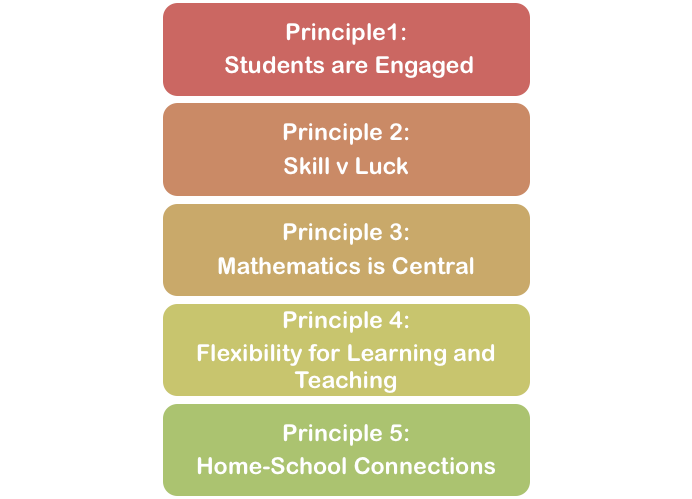 Principle1:
Students are Engaged
Principle 2:
Skill v Luck
Principle 3:
Mathematics is Central
Principle 4:
Flexibility for Learning and
Teaching
Principle 5:
Home-School Connections